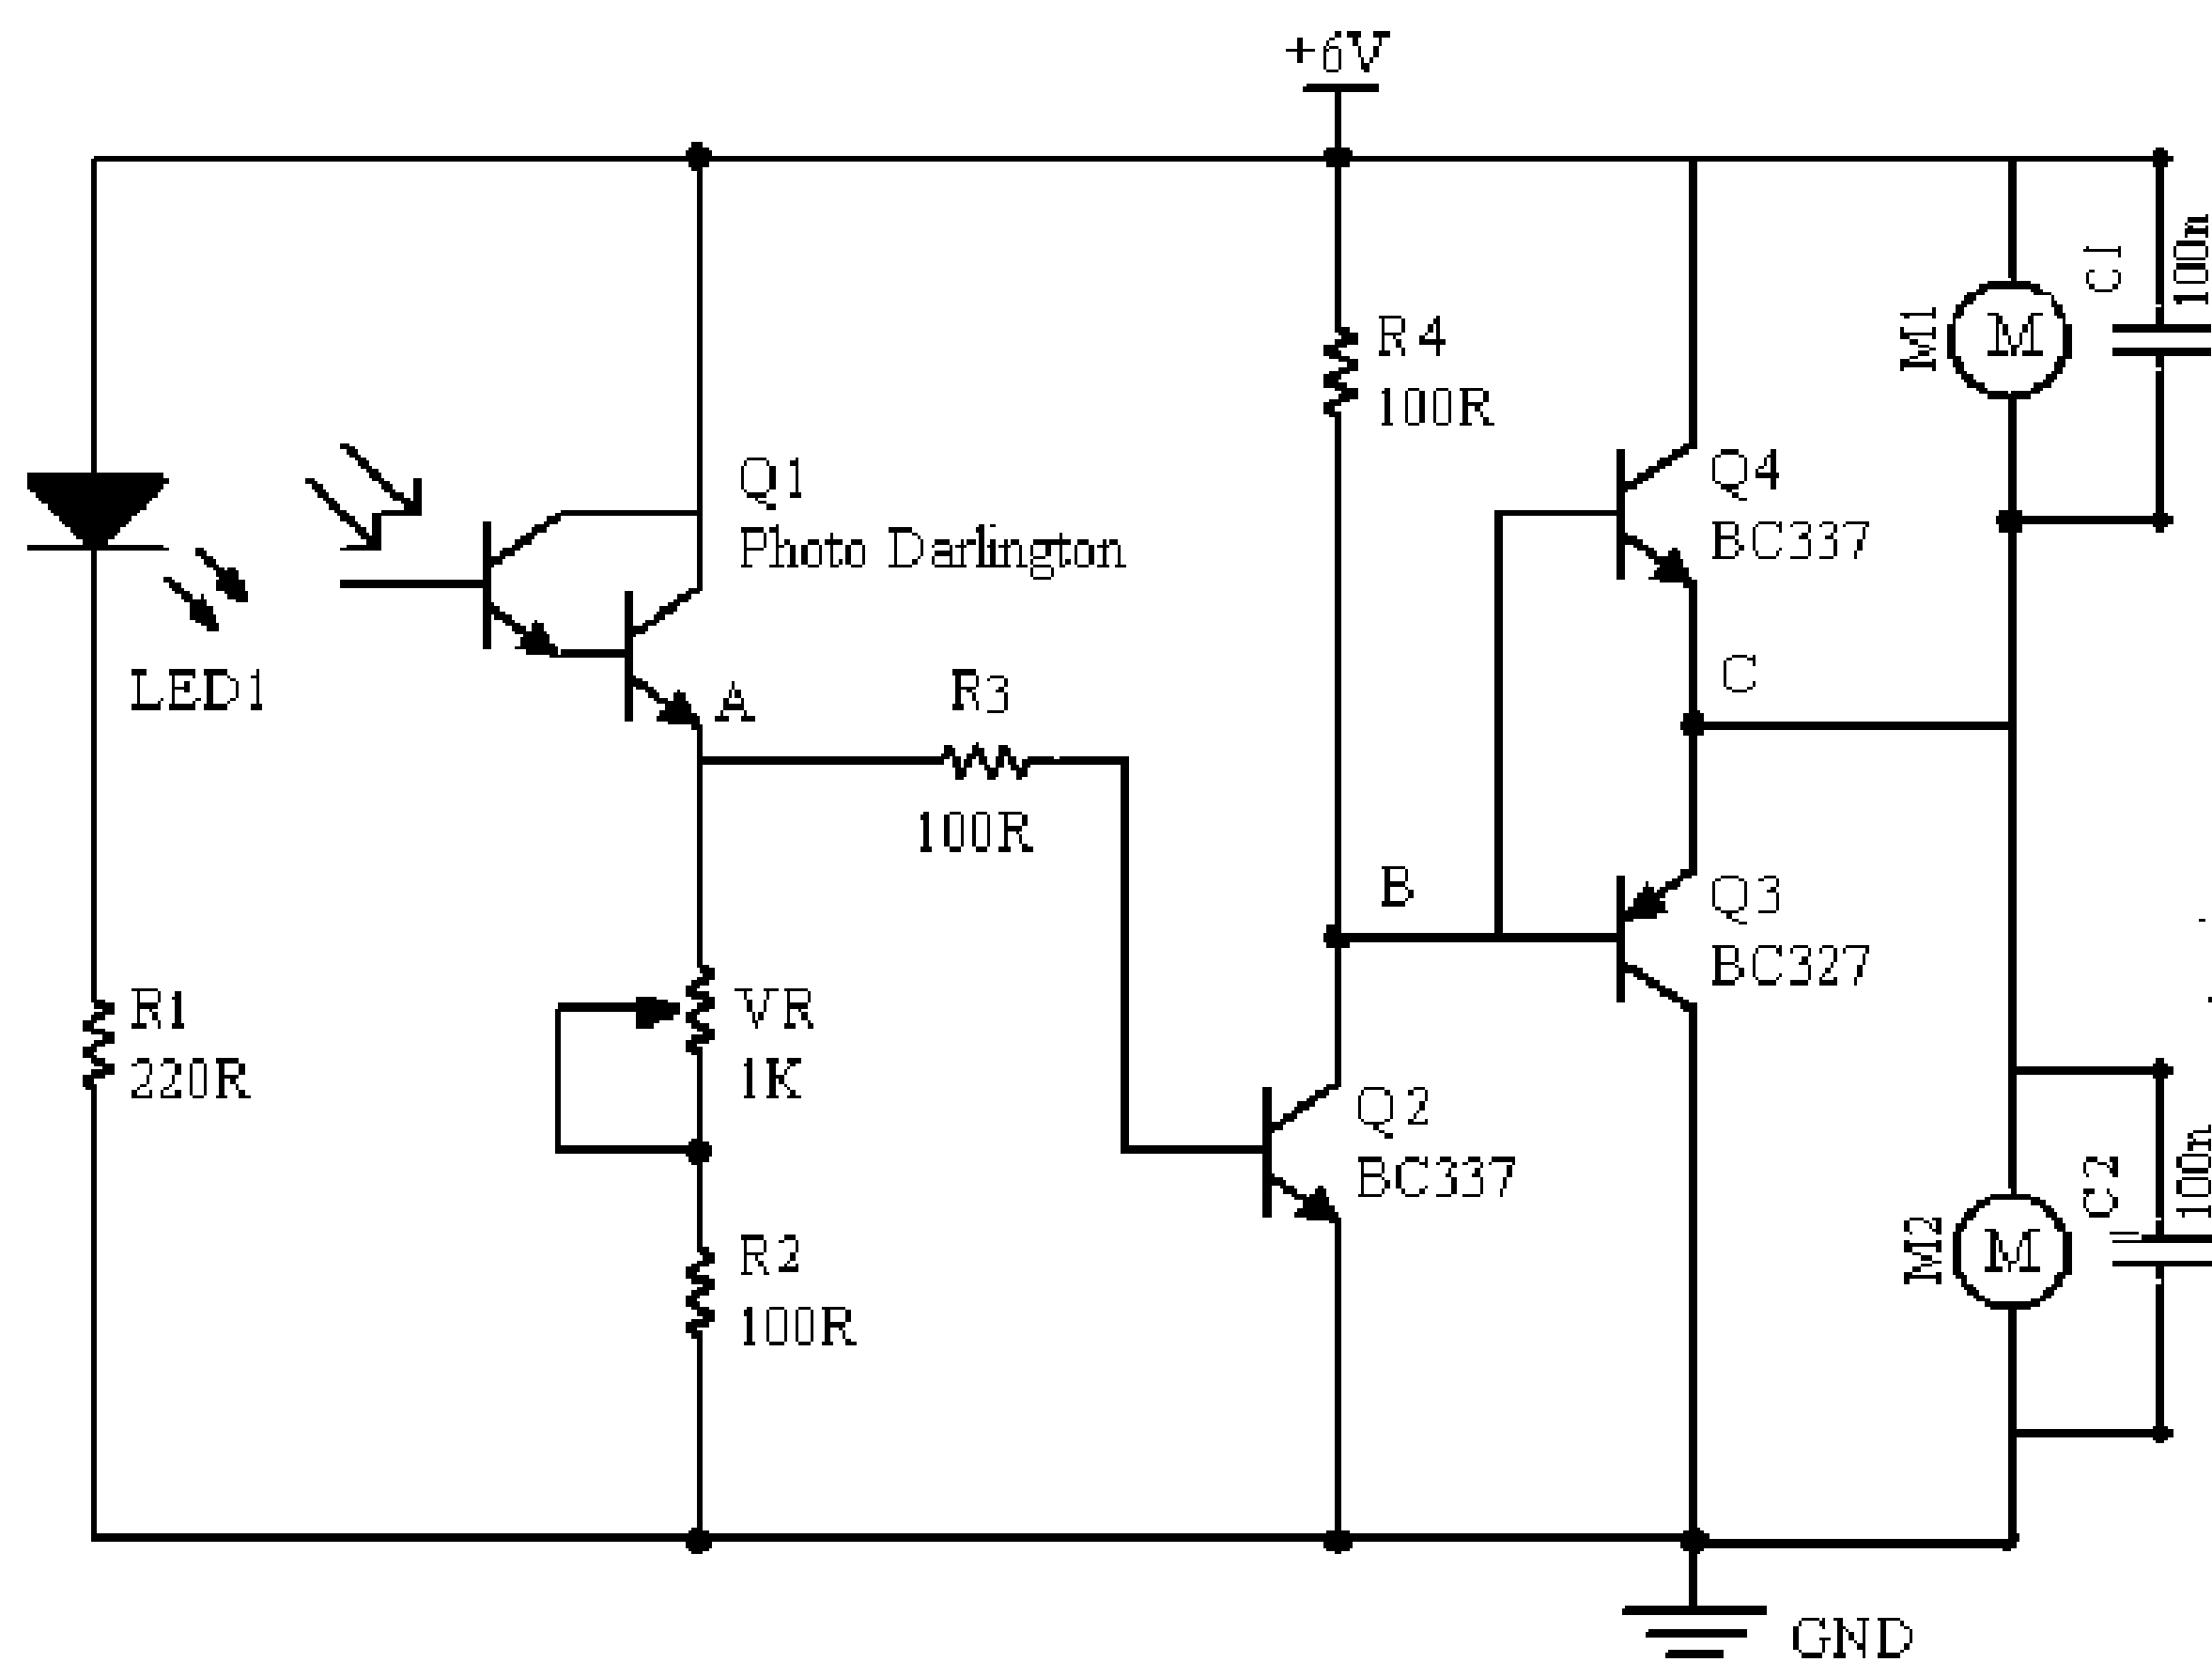 +6V
C1
100n
M1
M
R4
100R
Q4
BC337
Q1
Photo Darlington
LED1
A
R3
100R
C
B
Q3
BC327
R1
220R
VR
1K
Q2
BC337
C2
100n
M2
M
R2
100R
GND